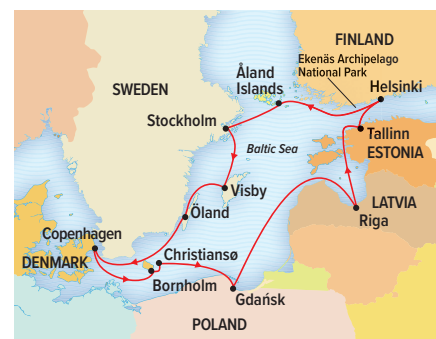 FINLAND
Ekenäs Archipelago
National Park
Åland
Islands
Helsinki
SWEDEN
Stockholm
Tallinn
Baltic Sea
ESTONIA
Visby
LATVIA
Öland
Riga
Copenhagen
Christiansø
DENMARK
Bornholm
Gdańsk
POLAND